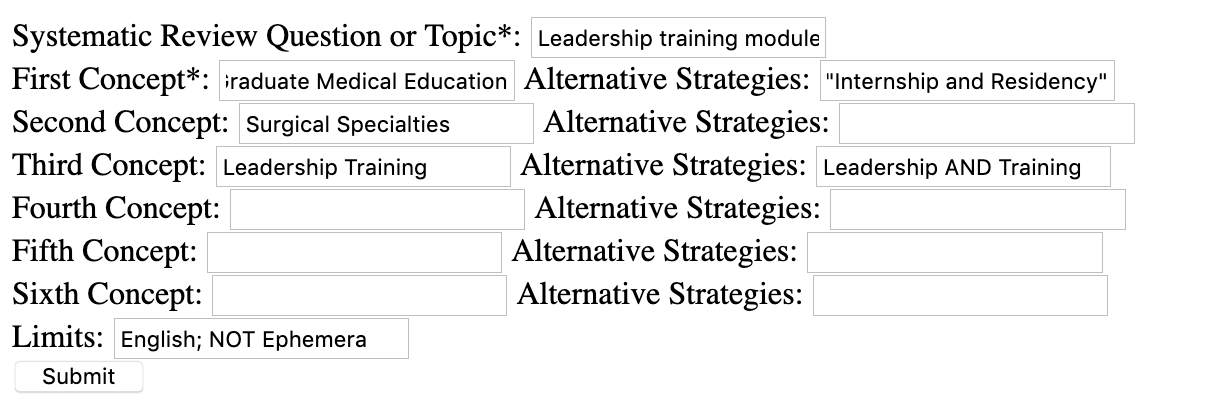 Systematic Review Question or Topic*: Leadership training module
First Concept*: Graduate Medical Education Alternative Strategies: "Internship and Residency"
Second Concept: Surgical Specialties Alternative Strategies:
Third Concept: Leadership Training Alternative Strategies: Leadership AND Training
Fourth Concept: Alternative Strategies:
Fifth Concept: Alternative Strategies:
Sixth Concept: Alternative Strategies:
Limits: English; NOT Ephemera
Submit